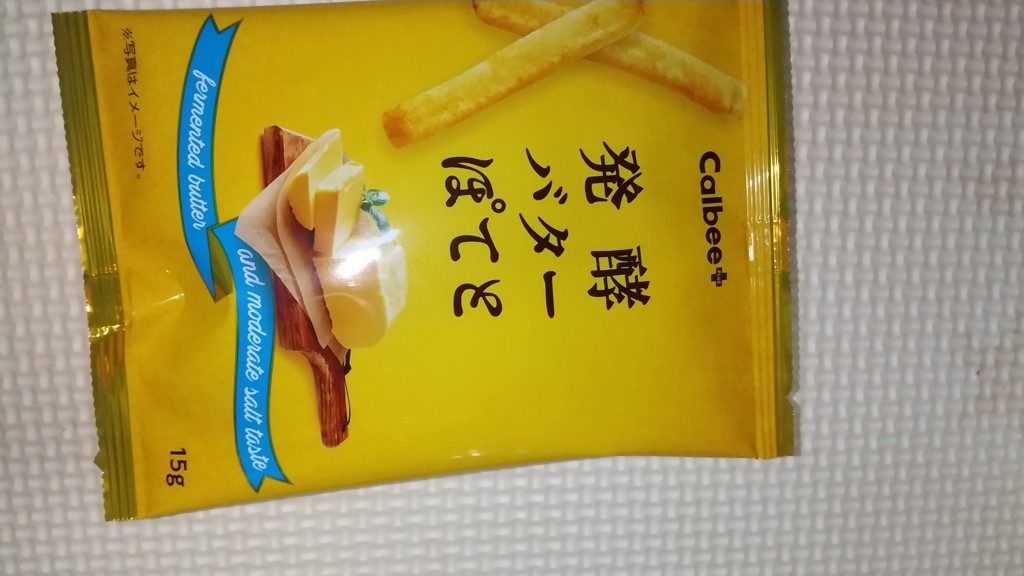 Calbee+
発酵
バター
ぽてと
fermented butter
and moderate salt taste
※写真はイメージです。
15g